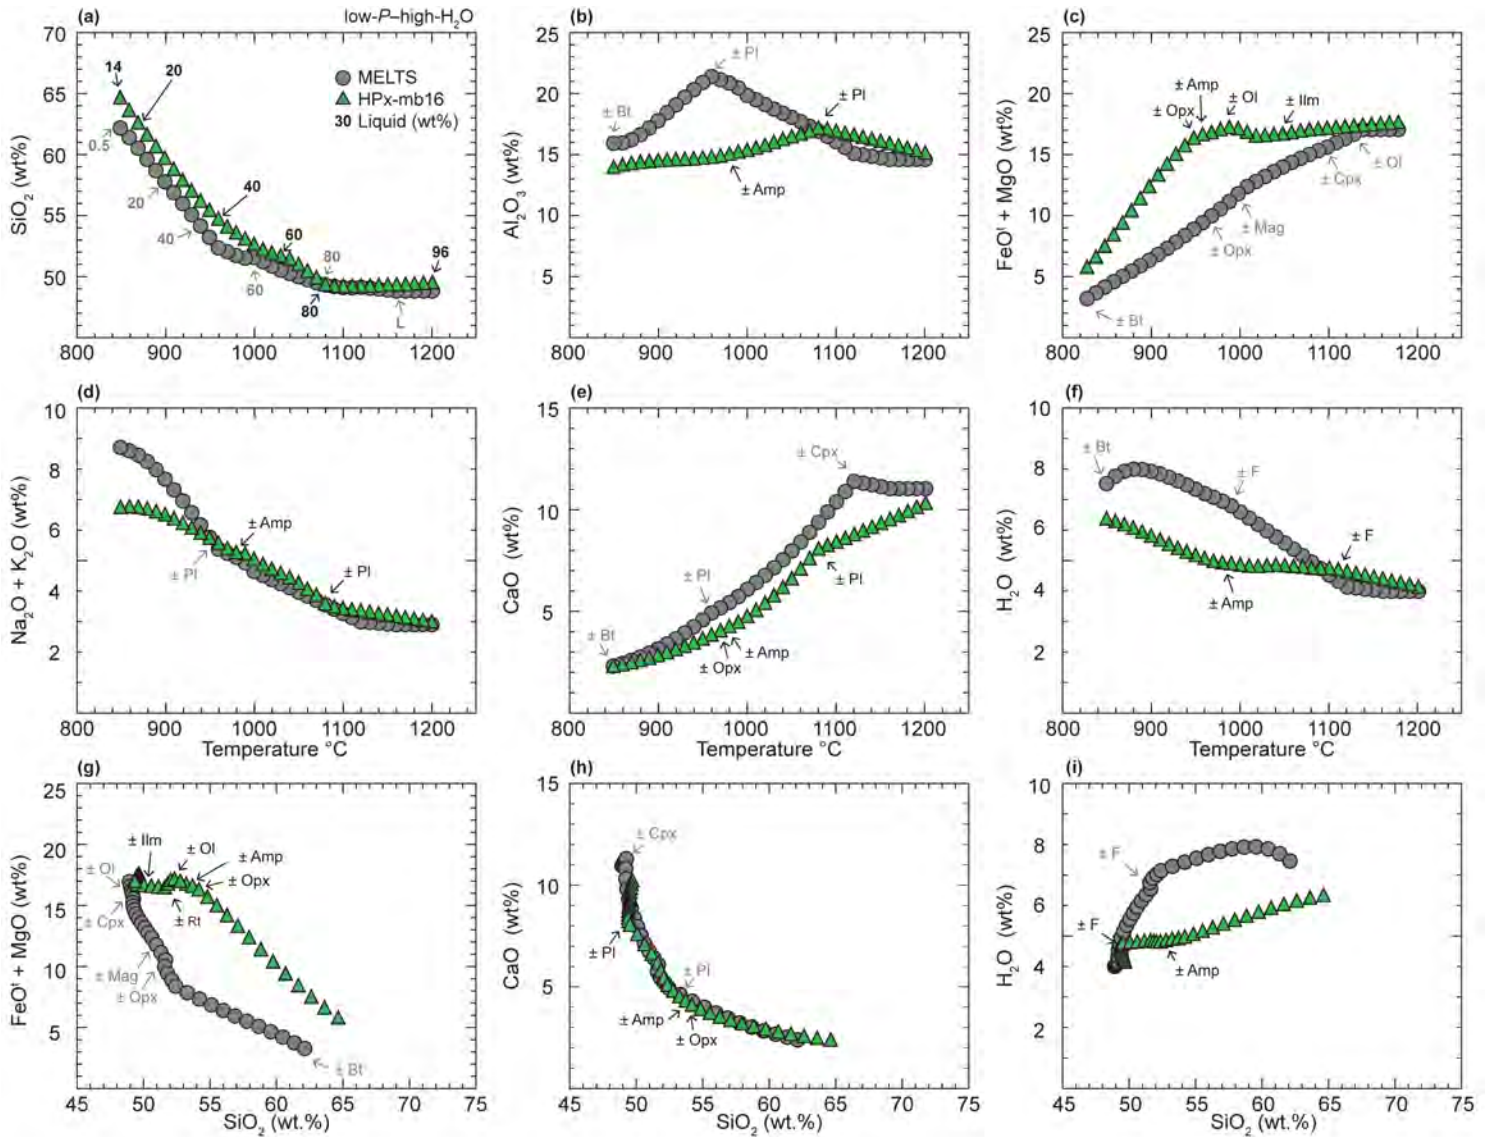 (a)
low-P–high-H₂O
70
65
60
55
50
SiO₂ (wt%)
14
20
MELTS
HPx-mb16
30 Liquid (wt%)
0.5
20
40
40
60
60
80
80
96
L
800 900 1000 1100 1200
(b)
25
20
15
10
5
Al₂O₃ (wt%)
± Pl
± Bt
± Pl
± Amp
800 900 1000 1100 1200
(c)
25
20
15
10
5
FeOᵗ + MgO (wt%)
± Amp
± Opx
± Ol
± Ilm
± Ol
± Cpx
± Mag
± Opx
± Bt
800 900 1000 1100 1200
(d)
10
8
6
4
2
Na₂O + K₂O (wt%)
± Amp
± Pl
± Pl
800 900 1000 1100 1200
Temperature °C
(e)
15
10
5
CaO (wt%)
± Cpx
± Pl
± Pl
± Bt
± Amp
± Opx
800 900 1000 1100 1200
Temperature °C
(f)
10
8
6
4
2
H₂O (wt%)
± Bt
± F
± F
± Amp
800 900 1000 1100 1200
Temperature °C
(g)
25
20
15
10
5
FeOᵗ + MgO (wt%)
± Ilm
± Ol
± Ol
± Amp
± Opx
± Cpx
± Rt
± Mag
± Opx
± Bt
45 50 55 60 65 70 75
SiO₂ (wt.%)
(h)
15
10
5
CaO (wt%)
± Cpx
± Pl
± Pl
± Amp
± Opx
45 50 55 60 65 70 75
SiO₂ (wt.%)
(i)
10
8
6
4
2
H₂O (wt%)
± F
± F
± Amp
45 50 55 60 65 70 75
SiO₂ (wt.%)